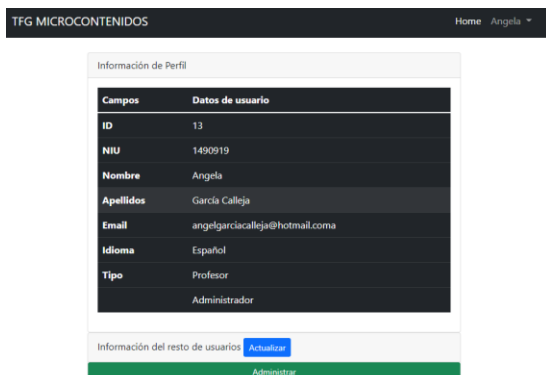 TFG MICROCONTENIDOS Home Angela
Información de Perfil
Campos Datos de usuario
ID 13
NIU 1490919
Nombre Angela
Apellidos García Calleja
Email angelgarciacalleja@hotmail.coma
Idioma Español
Tipo Profesor
Administrador
Información del resto de usuarios Actualizar
Administrar